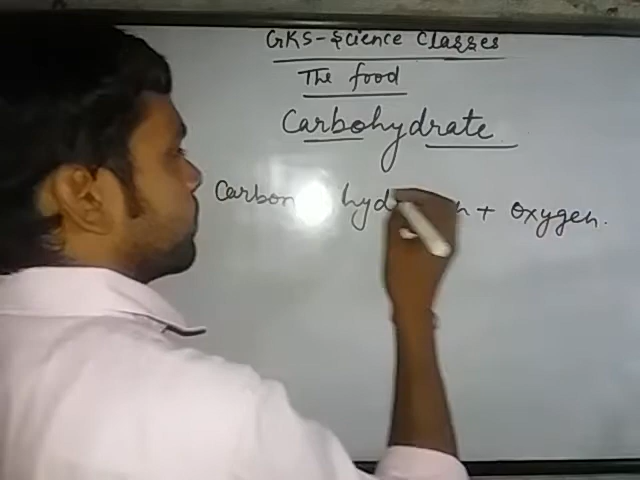 GKS-Science Classes
The food
Carbohydrate
Carbon hyd + Oxygen.